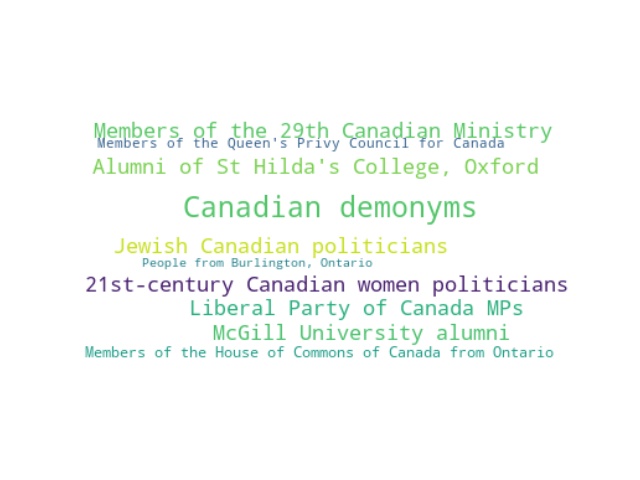 Members of the 29th Canadian Ministry
Members of the Queen's Privy Council for Canada
Alumni of St Hilda's College, Oxford
Canadian demonyms
Jewish Canadian politicians
People from Burlington, Ontario
21st-century Canadian women politicians
Liberal Party of Canada MPs
McGill University alumni
Members of the House of Commons of Canada from Ontario